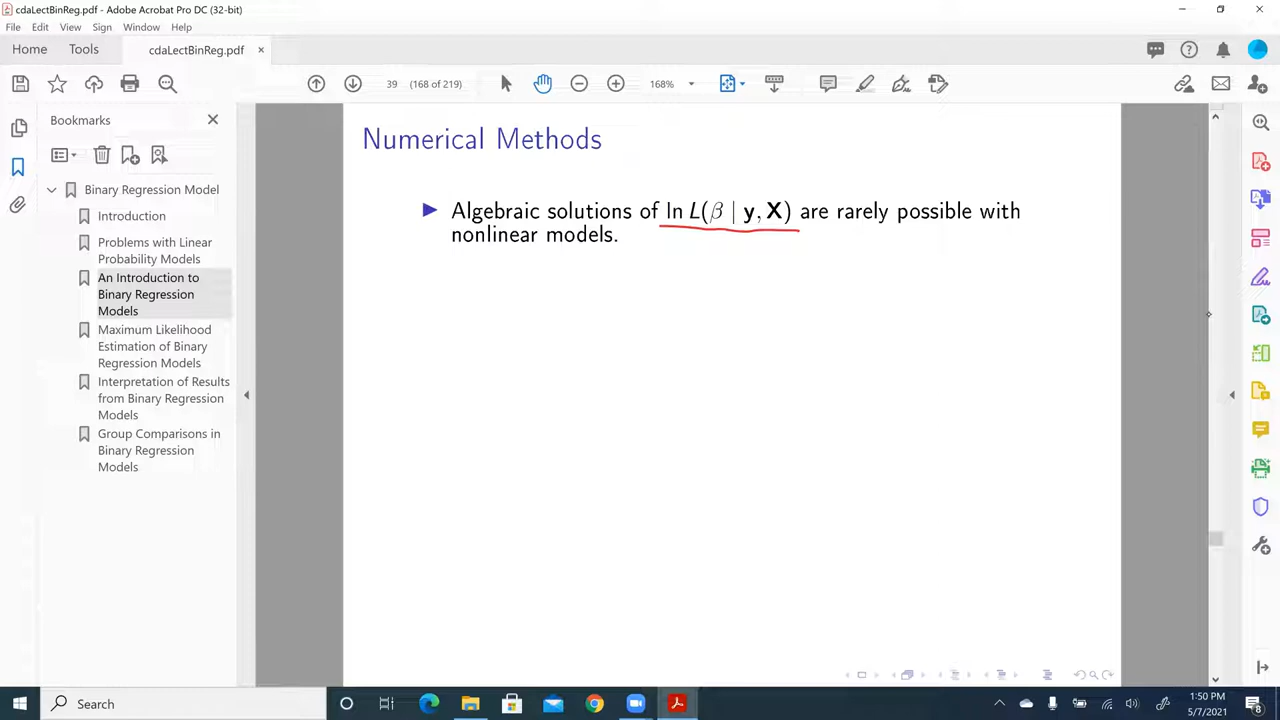 cdaLectBinReg.pdf - Adobe Acrobat Pro DC (32-bit)
File Edit View Sign Window Help
Home Tools cdaLectBinReg.pdf ×
39 (168 of 219) 168%
Bookmarks
Binary Regression Model
Introduction
Problems with Linear
Probability Models
An Introduction to
Binary Regression
Models
Maximum Likelihood
Estimation of Binary
Regression Models
Interpretation of Results
from Binary Regression
Models
Group Comparisons in
Binary Regression
Models
Numerical Methods
Algebraic solutions of ln L(β | y, X) are rarely possible with
nonlinear models.
Search
1:50 PM
5/7/2021
8